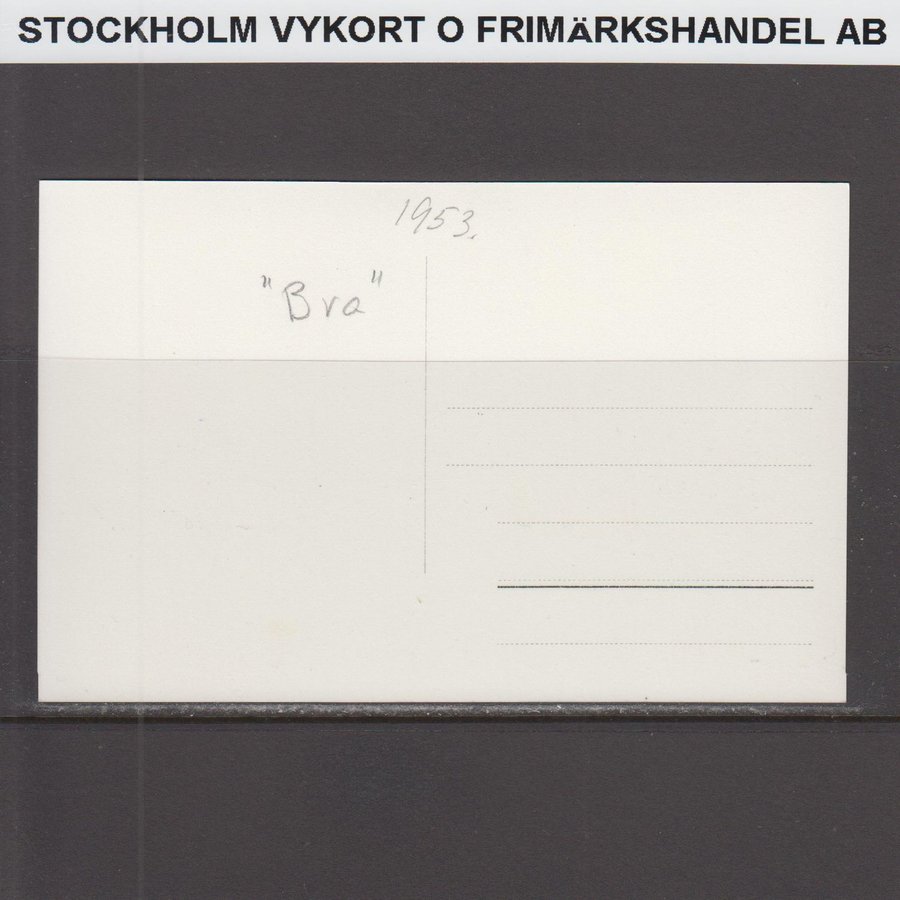 STOCKHOLM VYKORT O FRIMÄRKSHANDEL AB
1953.
"Bra"